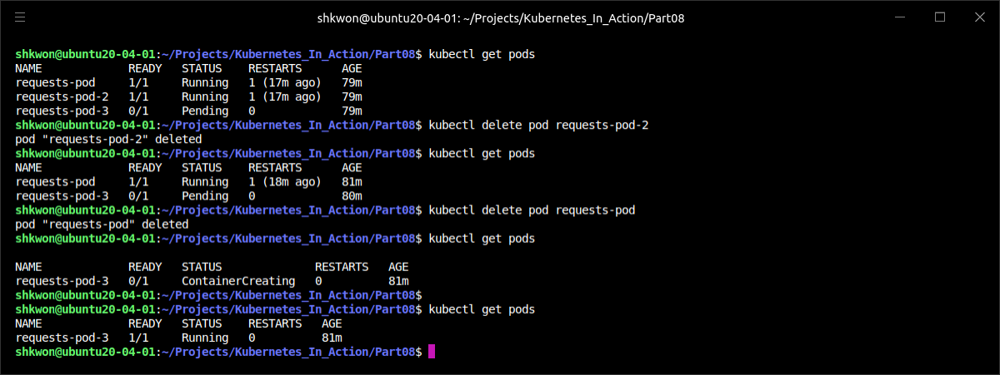 shkwon@ubuntu20-04-01: ~/Projects/Kubernetes_In_Action/Part08
shkwon@ubuntu20-04-01:~/Projects/Kubernetes_In_Action/Part08$ kubectl get pods
NAME             READY   STATUS    RESTARTS      AGE
requests-pod     1/1     Running   1 (17m ago)   79m
requests-pod-2   1/1     Running   1 (17m ago)   79m
requests-pod-3   0/1     Pending   0             79m
shkwon@ubuntu20-04-01:~/Projects/Kubernetes_In_Action/Part08$ kubectl delete pod requests-pod-2
pod "requests-pod-2" deleted
shkwon@ubuntu20-04-01:~/Projects/Kubernetes_In_Action/Part08$ kubectl get pods
NAME             READY   STATUS    RESTARTS      AGE
requests-pod     1/1     Running   1 (18m ago)   81m
requests-pod-3   0/1     Pending   0             80m
shkwon@ubuntu20-04-01:~/Projects/Kubernetes_In_Action/Part08$ kubectl delete pod requests-pod
pod "requests-pod" deleted
shkwon@ubuntu20-04-01:~/Projects/Kubernetes_In_Action/Part08$ kubectl get pods
NAME             READY   STATUS              RESTARTS   AGE
requests-pod-3   0/1     ContainerCreating   0          81m
shkwon@ubuntu20-04-01:~/Projects/Kubernetes_In_Action/Part08$
shkwon@ubuntu20-04-01:~/Projects/Kubernetes_In_Action/Part08$ kubectl get pods
NAME             READY   STATUS    RESTARTS   AGE
requests-pod-3   1/1     Running   0          81m
shkwon@ubuntu20-04-01:~/Projects/Kubernetes_In_Action/Part08$